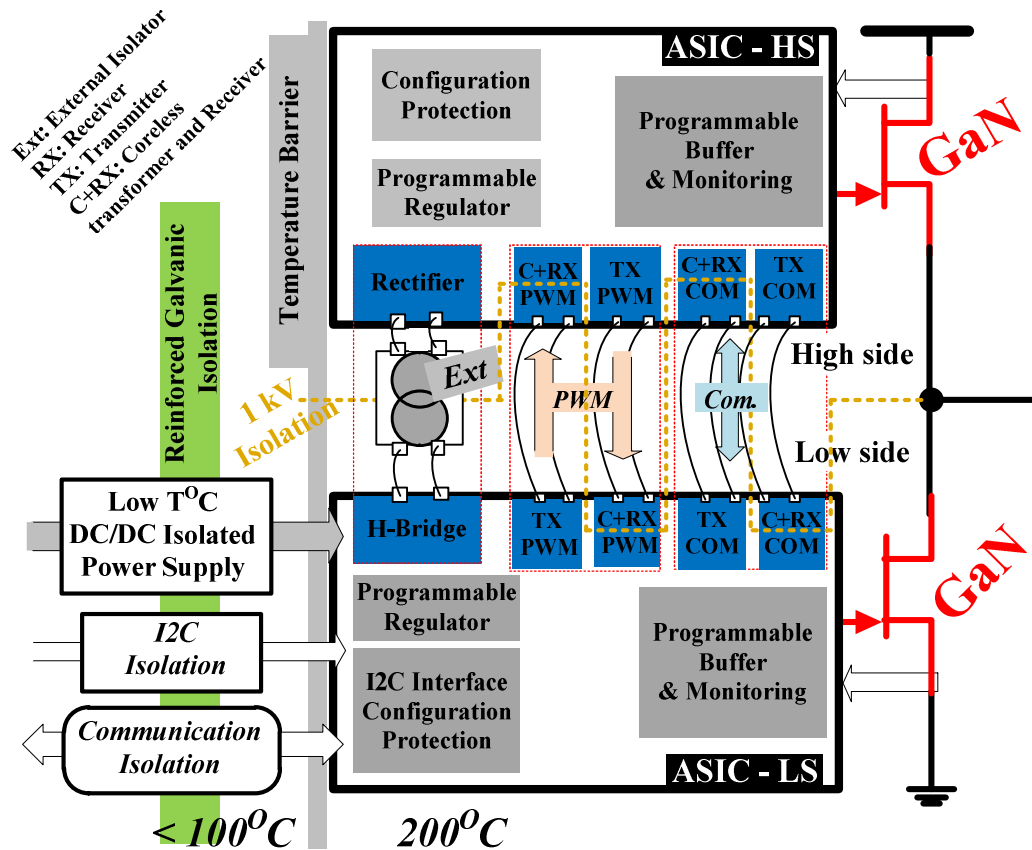 Ext: External Isolator
RX: Receiver
TX: Transmitter
C+RX: Coreless
transformer and Receiver
Temperature Barrier
Reinforced Galvanic
Isolation
1 kV
Isolation
ASIC - HS
Configuration
Protection
Programmable
Regulator
Programmable
Buffer
& Monitoring
GaN
Rectifier
C+RX
PWM
TX
PWM
C+RX
COM
TX
COM
Ext
PWM
Com.
High side
Low side
Low T°C
DC/DC Isolated
Power Supply
H-Bridge
TX
PWM
C+RX
PWM
TX
COM
C+RX
COM
GaN
I2C
Isolation
Programmable
Regulator
Programmable
Buffer
& Monitoring
Communication
Isolation
I2C Interface
Configuration
Protection
ASIC - LS
< 100°C
200°C